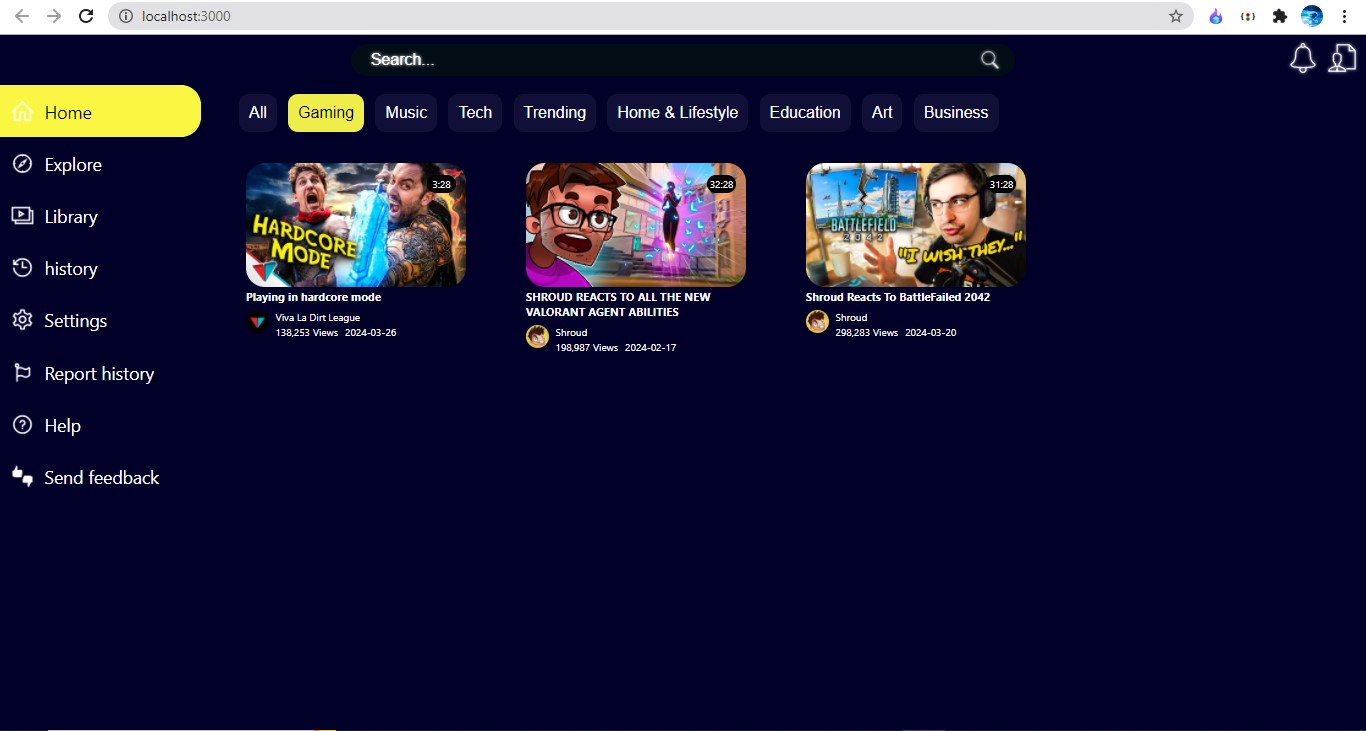 localhost:3000
Search...
Home
Explore
Library
history
Settings
Report history
Help
Send feedback
All
Gaming
Music
Tech
Trending
Home & Lifestyle
Education
Art
Business
3:28
HARDCORE
MODE
Playing in hardcore mode
Viva La Dirt League
138,253 Views 2024-03-26
32:28
SHROUD REACTS TO ALL THE NEW
VALORANT AGENT ABILITIES
Shroud
198,987 Views 2024-02-17
31:28
BATTLEFIELD
2042
"I WISH THEY..."
Shroud Reacts To BattleFailed 2042
Shroud
298,283 Views 2024-03-20